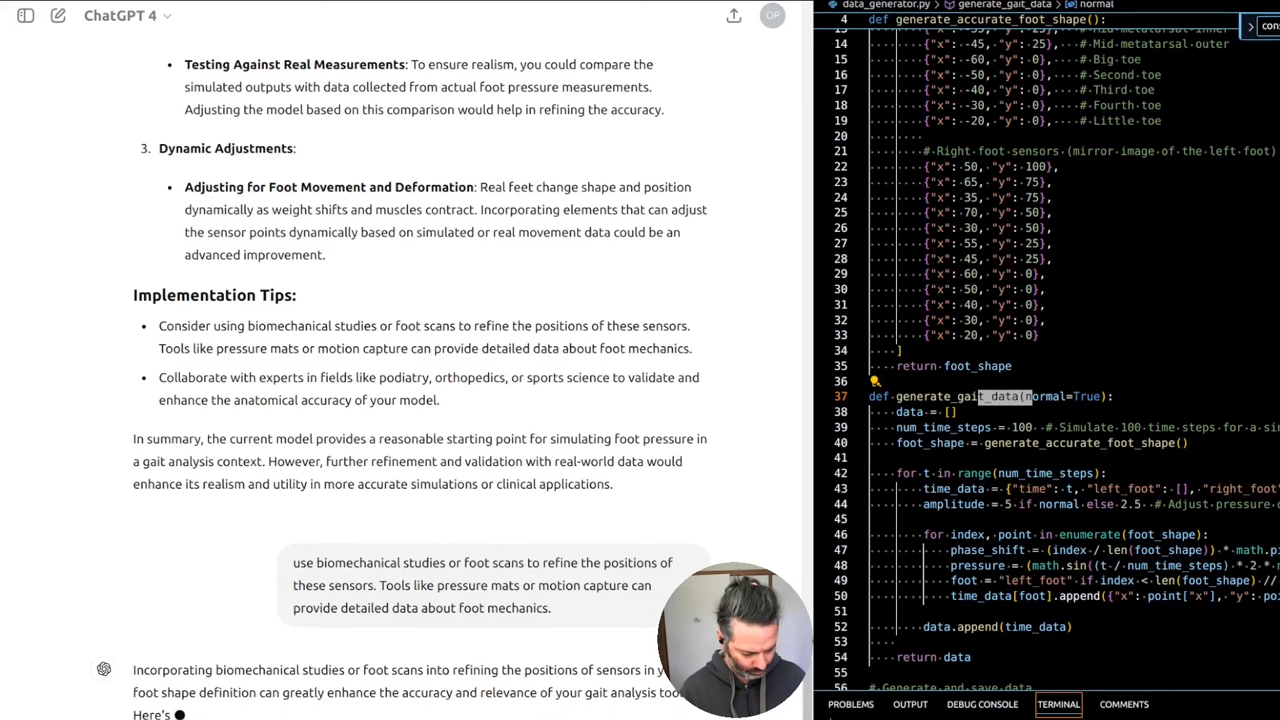 ChatGPT 4
OP
Testing Against Real Measurements: To ensure realism, you could compare the
simulated outputs with data collected from actual foot pressure measurements.
Adjusting the model based on this comparison would help in refining the accuracy.
3. Dynamic Adjustments:
Adjusting for Foot Movement and Deformation: Real feet change shape and position
dynamically as weight shifts and muscles contract. Incorporating elements that can adjust
the sensor points dynamically based on simulated or real movement data could be an
advanced improvement.
Implementation Tips:
Consider using biomechanical studies or foot scans to refine the positions of these sensors.
Tools like pressure mats or motion capture can provide detailed data about foot mechanics.
Collaborate with experts in fields like podiatry, orthopedics, or sports science to validate and
enhance the anatomical accuracy of your model.
In summary, the current model provides a reasonable starting point for simulating foot pressure in
a gait analysis context. However, further refinement and validation with real-world data would
enhance its realism and utility in more accurate simulations or clinical applications.
use biomechanical studies or foot scans to refine the positions of
these sensors. Tools like pressure mats or motion capture can
provide detailed data about foot mechanics.
Incorporating biomechanical studies or foot scans into refining the positions of sensors in
foot shape definition can greatly enhance the accuracy and relevance of your gait analysis
Here's
data_generator.py > generate_gait_data > normal
4 def generate_accurate_foot_shape():
14 {"x": -45, "y": 25}, # Mid metatarsal outer
15 {"x": -60, "y": 0}, # Big toe
16 {"x": -50, "y": 0}, # Second toe
17 {"x": -40, "y": 0}, # Third toe
18 {"x": -30, "y": 0}, # Fourth toe
19 {"x": -20, "y": 0}, # Little toe
20
21 # Right foot sensors (mirror image of the left foot)
22 {"x": 50, "y": 100},
23 {"x": 65, "y": 75},
24 {"x": 35, "y": 75},
25 {"x": 70, "y": 50},
26 {"x": 30, "y": 50},
27 {"x": 55, "y": 25},
28 {"x": 45, "y": 25},
29 {"x": 60, "y": 0},
30 {"x": 50, "y": 0},
31 {"x": 40, "y": 0},
32 {"x": 30, "y": 0},
33 {"x": 20, "y": 0}
34 ]
35 return foot_shape
36
37 def generate_gait_data(normal=True):
38 data = []
39 num_time_steps = 100 # Simulate 100 time steps for a
40 foot_shape = generate_accurate_foot_shape()
41
42 for t in range(num_time_steps):
43 time_data = {"time": t, "left_foot": [], "right_foot"
44 amplitude = 5 if normal else 2.5 # Adjust pressure
45
46 for index, point in enumerate(foot_shape):
47 phase_shift = (index / len(foot_shape)) *
48 pressure = (math.sin((t / num_time_steps) * 2 *
49 foot = "left_foot" if index < len(foot_shape) //
50 time_data[foot].append({"x": point["x"], "y":
51
52 data.append(time_data)
53
54 return data
56 # Generate and save data
PROBLEMS OUTPUT DEBUG CONSOLE TERMINAL COMMENTS